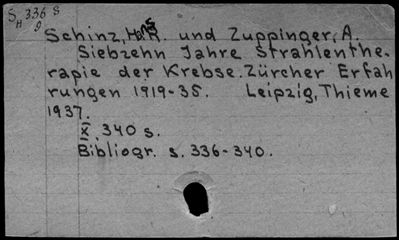 S 336 S
H 9
Schinz, Hans R. und Zuppinger, A.
Siebzehn Jahre Strahlenthe-
rapie der Krebse. Zürcher Erfah
rungen 1919-35. Leipzig, Thieme
1937.
X, 340 s.
Bibliogr. s. 336-340.